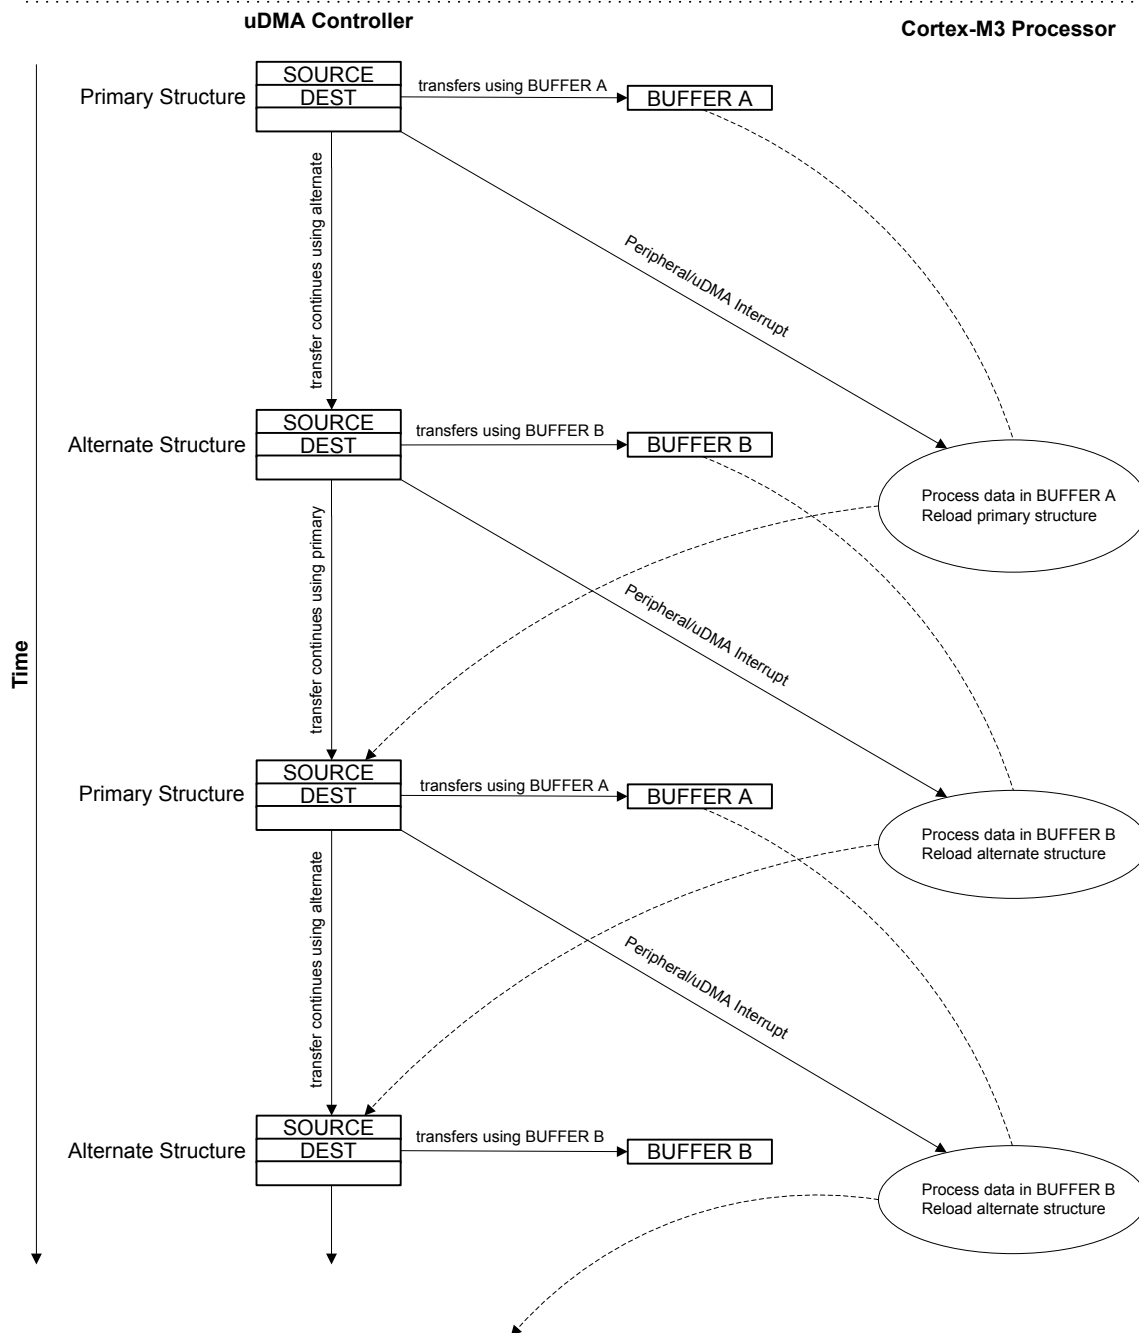 uDMA Controller
Cortex-M3 Processor
SOURCE
Primary Structure
DEST
transfers using BUFFER A
BUFFER A
transfer continues using alternate
Peripheral/uDMA Interrupt
SOURCE
Alternate Structure
DEST
transfers using BUFFER B
BUFFER B
Process data in BUFFER A
Reload primary structure
transfer continues using primary
Peripheral/uDMA Interrupt
Time
SOURCE
Primary Structure
DEST
transfers using BUFFER A
BUFFER A
Process data in BUFFER B
Reload alternate structure
transfer continues using alternate
Peripheral/uDMA Interrupt
SOURCE
Alternate Structure
DEST
transfers using BUFFER B
BUFFER B
Process data in BUFFER B
Reload alternate structure